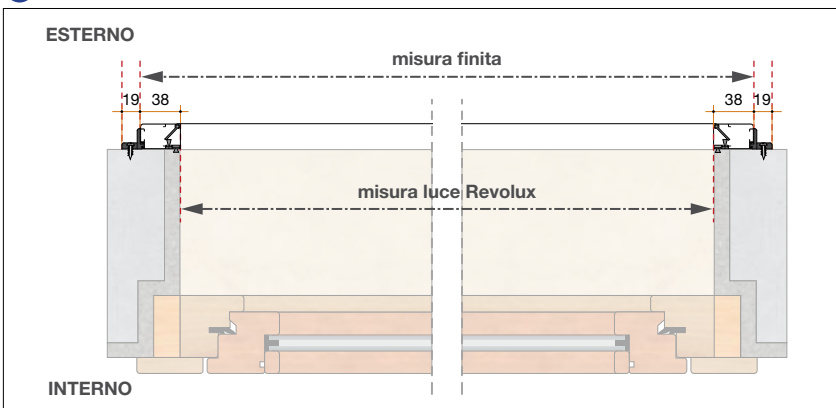 ESTERNO
misura finita
19 38 38 19
misura luce Revolux
INTERNO